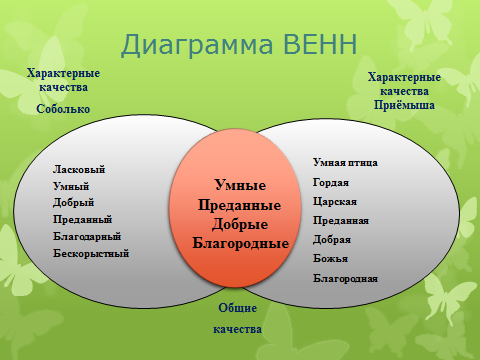 Диаграмма ВЕНН
Характерные
качества
Соболько
Характерные
качества
Приёмыша
Ласковый
Умный
Добрый
Преданный
Благодарный
Бескорыстный
Умные
Преданные
Добрые
Благородные
Умная птица
Гордая
Царская
Преданная
Добрая
Божья
Благородная
Общие
качества